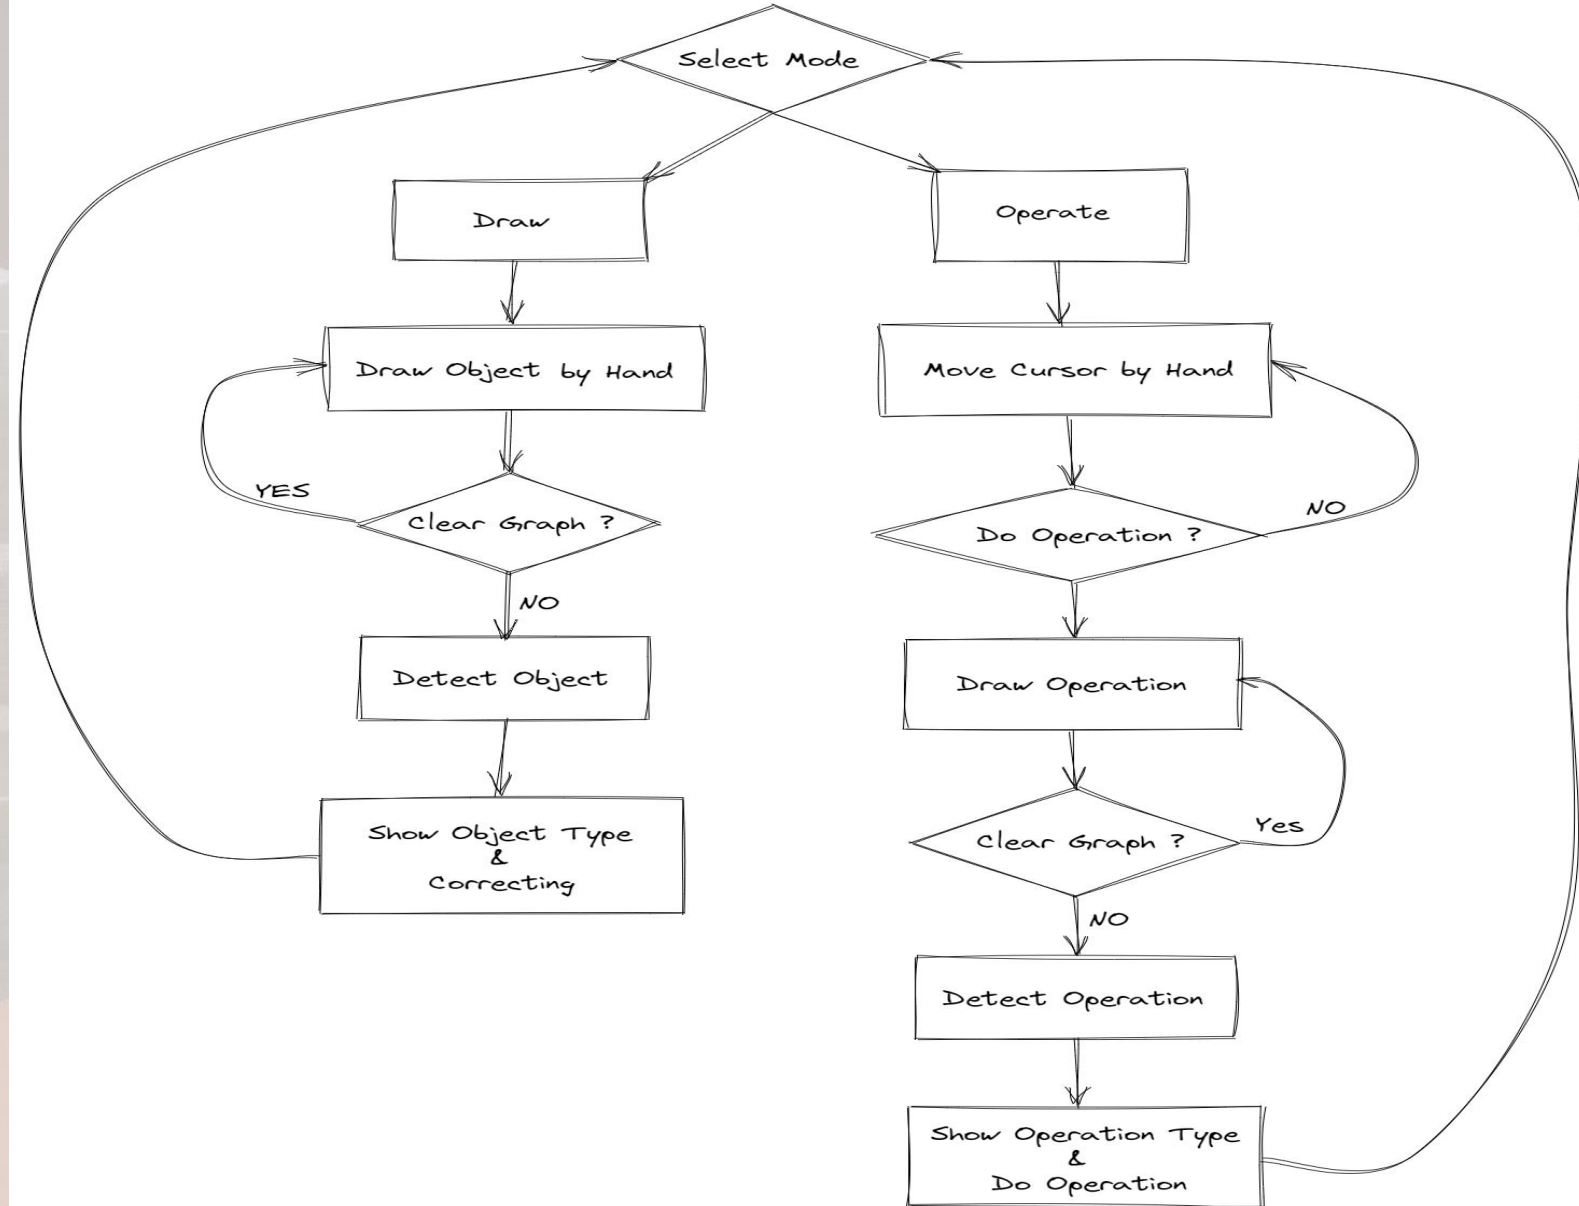 Select Mode
Draw
Operate
Draw Object by Hand
Move Cursor by Hand
YES
Clear Graph ?
NO
Do Operation ?
NO
Detect Object
Draw Operation
Show Object Type
&
Correcting
Clear Graph ?
Yes
NO
Detect Operation
Show Operation Type
&
Do Operation